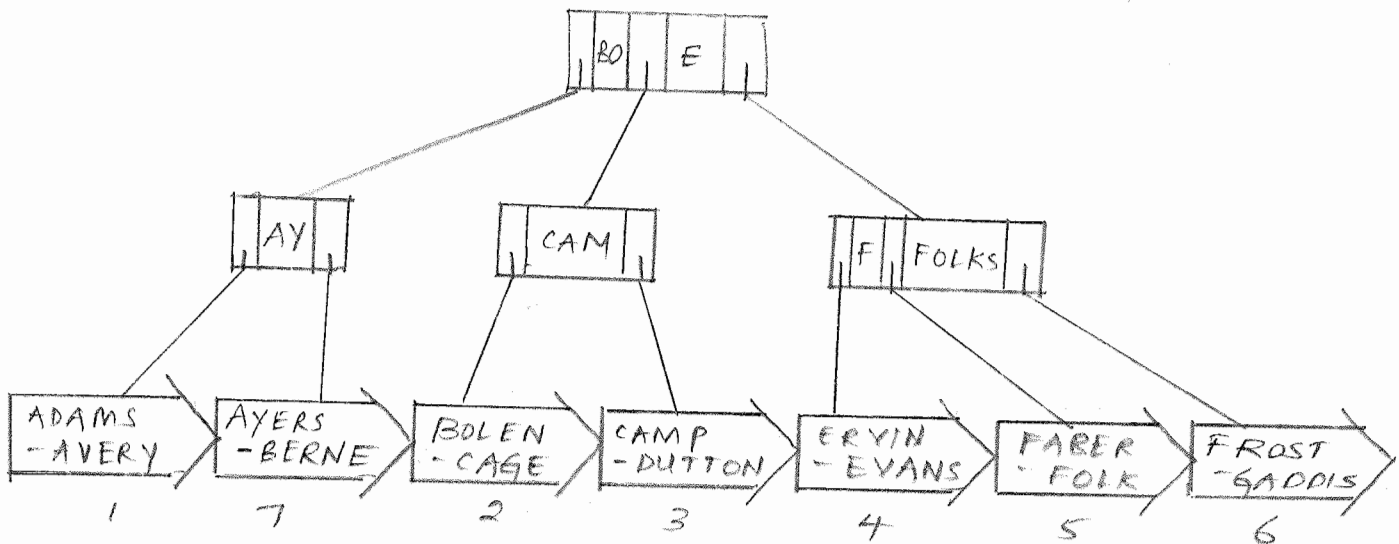 BO E
AY
CAM
F FOLKS
ADAMS
-AVERY
AYERS
-BERNE
BOLEN
-CAGE
CAMP
-DUTTON
ERVIN
-EVANS
FABER
-FOLK
FROST
-GADDIS
1 7 2 3 4 5 6